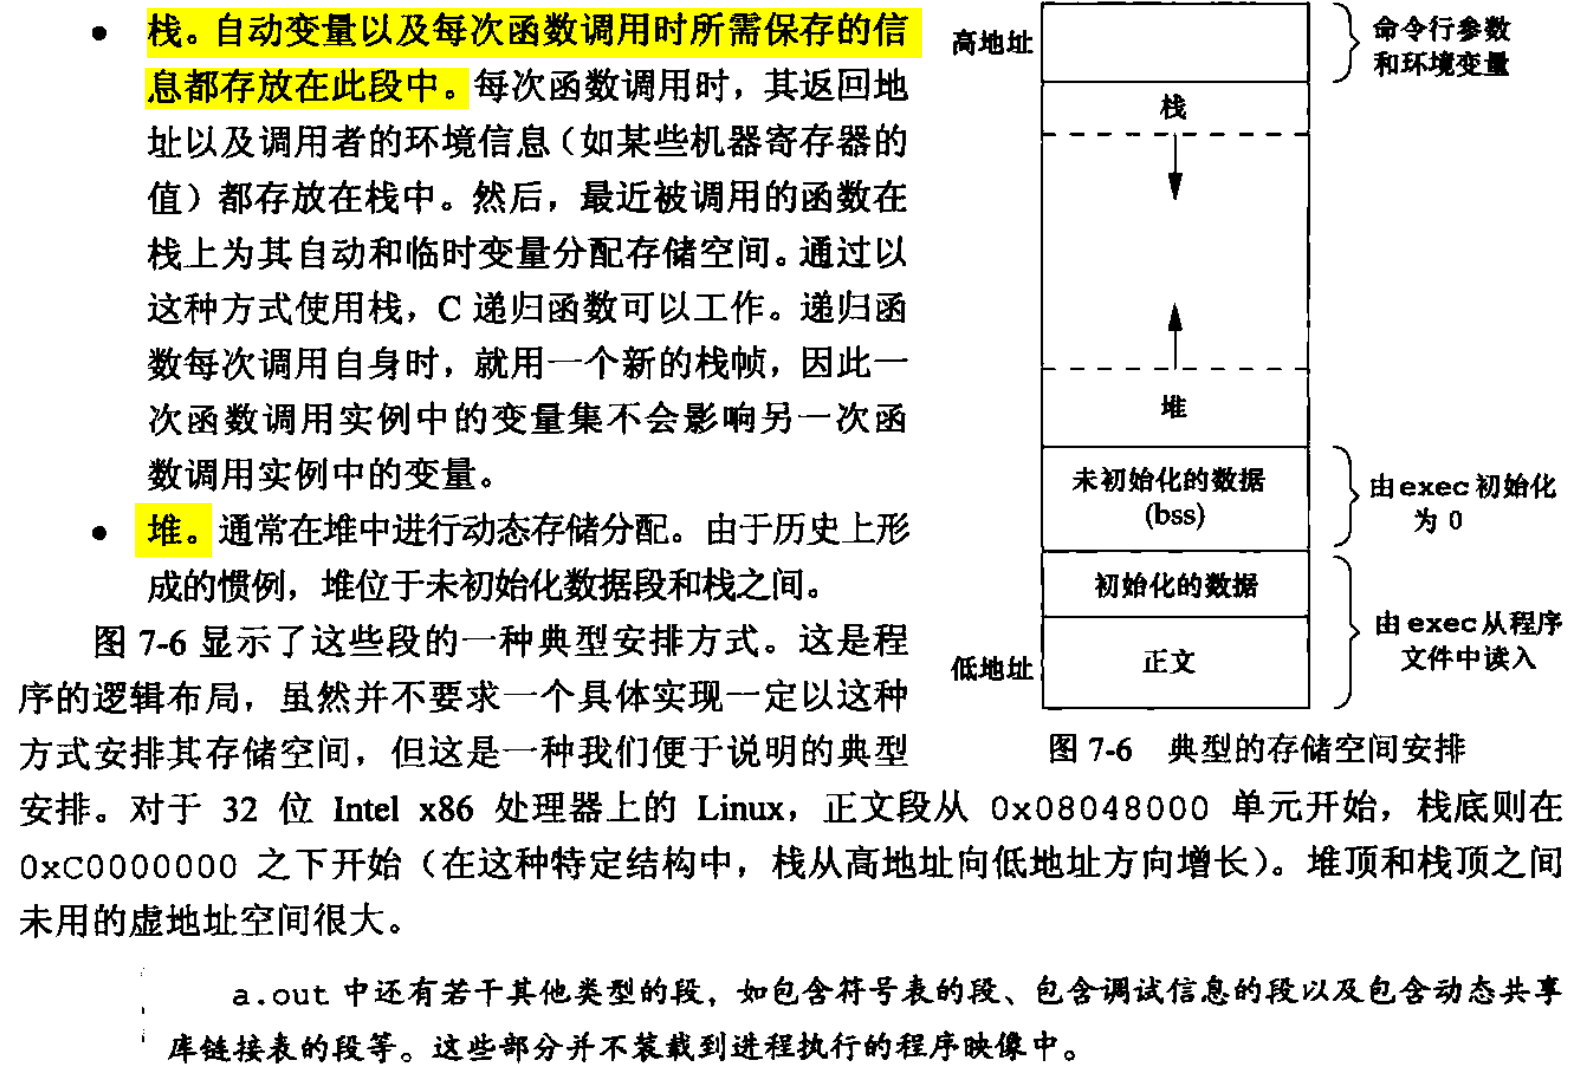 • 栈。自动变量以及每次函数调用时所需保存的信
息都存放在此段中。每次函数调用时，其返回地
址以及调用者的环境信息（如某些机器寄存器的
值）都存放在栈中。然后，最近被调用的函数在
栈上为其自动和临时变量分配存储空间。通过以
这种方式使用栈，C 递归函数可以工作。递归函
数每次调用自身时，就用一个新的栈帧，因此一
次函数调用实例中的变量集不会影响另一次函
数调用实例中的变量。
• 堆。通常在堆中进行动态存储分配。由于历史上形
成的惯例，堆位于未初始化数据段和栈之间。
图 7-6 显示了这些段的一种典型安排方式。这是程
序的逻辑布局，虽然并不要求一个具体实现一定以这种
方式安排其存储空间，但这是一种我们便于说明的典型
高地址
命令行参数
和环境变量
栈
堆
未初始化的数据
(bss)
由exec初始化
为 0
初始化的数据
由exec从程序
文件中读入
正文
低地址
图 7-6 典型的存储空间安排
安排。对于 32 位 Intel x86 处理器上的 Linux，正文段从 0x08048000 单元开始，栈底则在
0xC0000000 之下开始（在这种特定结构中，栈从高地址向低地址方向增长）。堆顶和栈顶之间
未用的虚地址空间很大。
a.out 中还有若干其他类型的段，如包含符号表的段、包含调试信息的段以及包含动态共享
库链接表的段等。这些部分并不装载到进程执行的程序映像中。